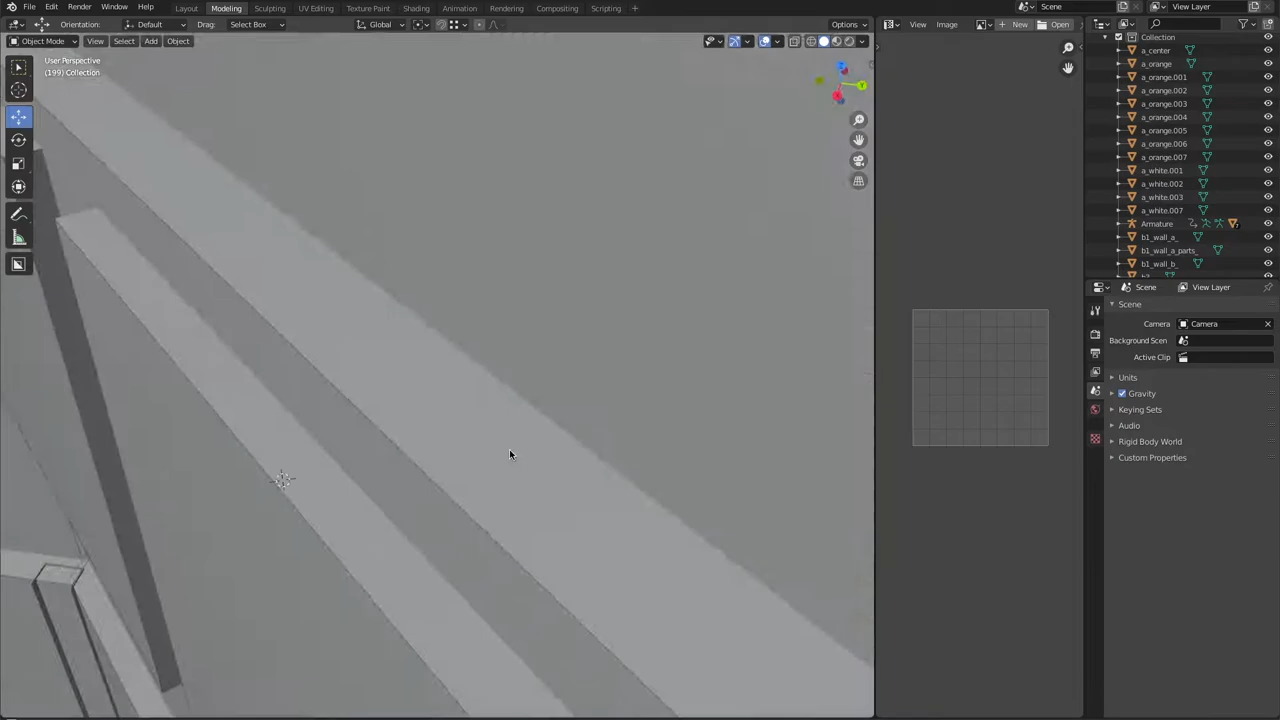 File Edit Render Window Help Layout Modeling Sculpting UV Editing Texture Paint Shading Animation Rendering Compositing Scripting Scene View Layer
Orientation: Default Drag: Select Box Global Options View Image New Open
Object Mode View Select Add Object
User Perspective
(199) Collection
Y
Collection
a_center
a_orange
a_orange.001
a_orange.002
a_orange.003
a_orange.004
a_orange.005
a_orange.006
a_orange.007
a_white.001
a_white.002
a_white.003
a_white.007
Armature
b1_wall_a_
b1_wall_a_parts_
b1_wall_b_
Scene View Layer
Scene
Camera Camera
Background Scen
Active Clip
Units
Gravity
Keying Sets
Audio
Rigid Body World
Custom Properties